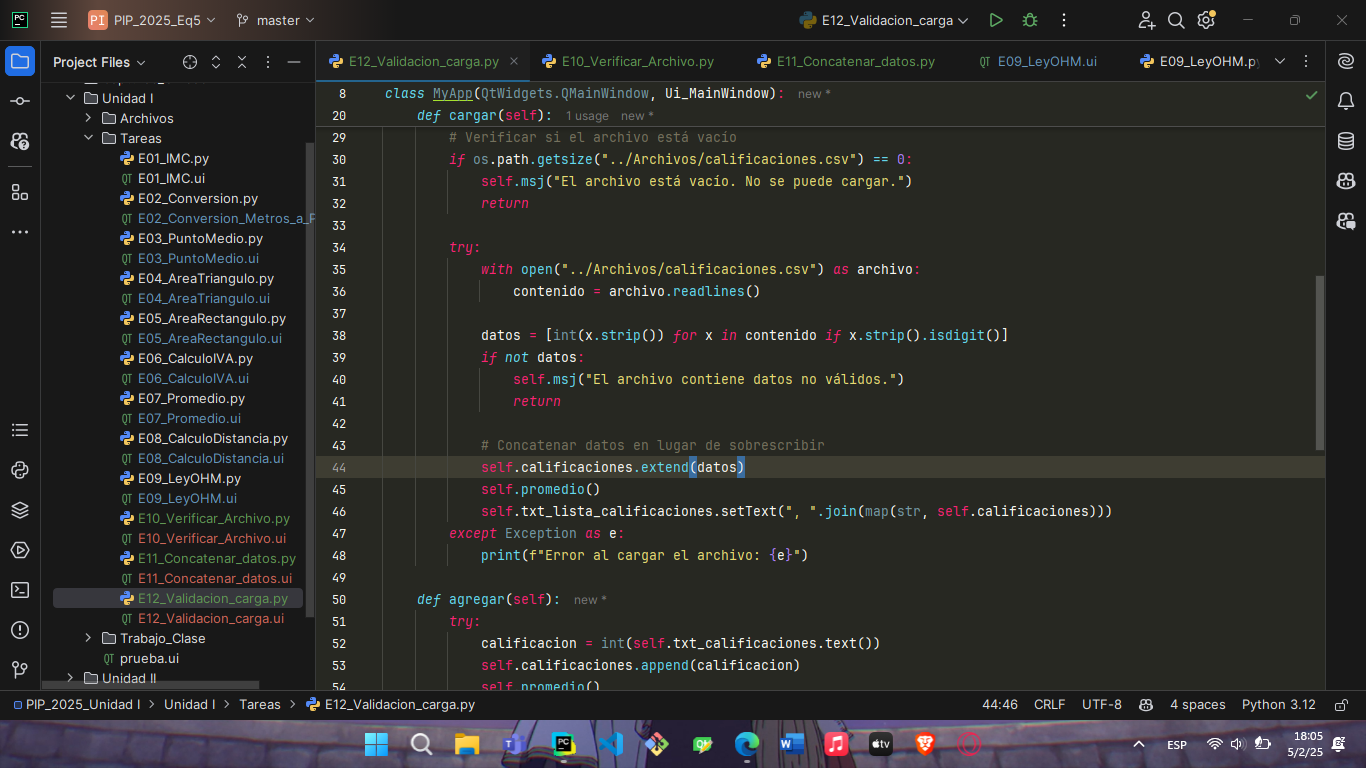 PC
PI PIP_2025_Eq5
master
E12_Validacion_carga
Project Files
E12_Validacion_carga.py
E10_Verificar_Archivo.py
E11_Concatenar_datos.py
E09_LeyOHM.ui
E09_LeyOHM.py
Unidad I
Archivos
Tareas
E01_IMC.py
E01_IMC.ui
E02_Conversion.py
E02_Conversion_Metros_a_P
E03_PuntoMedio.py
E03_PuntoMedio.ui
E04_AreaTriangulo.py
E04_AreaTriangulo.ui
E05_AreaRectangulo.py
E05_AreaRectangulo.ui
E06_CalculoIVA.py
E06_CalculoIVA.ui
E07_Promedio.py
E07_Promedio.ui
E08_CalculoDistancia.py
E08_CalculoDistancia.ui
E09_LeyOHM.py
E09_LeyOHM.ui
E10_Verificar_Archivo.py
E10_Verificar_Archivo.ui
E11_Concatenar_datos.py
E11_Concatenar_datos.ui
E12_Validacion_carga.py
E12_Validacion_carga.ui
Trabajo_Clase
prueba.ui
Unidad II
8 class MyApp(QtWidgets.QMainWindow, Ui_MainWindow): new *
20 def cargar(self): 1 usage new *
29 # Verificar si el archivo está vacío
30 if os.path.getsize("../Archivos/calificaciones.csv") == 0:
31 self.msj("El archivo está vacío. No se puede cargar.")
32 return
33
34 try:
35 with open("../Archivos/calificaciones.csv") as archivo:
36 contenido = archivo.readlines()
37
38 datos = [int(x.strip()) for x in contenido if x.strip().isdigit()]
39 if not datos:
40 self.msj("El archivo contiene datos no válidos.")
41 return
42
43 # Concatenar datos en lugar de sobrescribir
44 self.calificaciones.extend(datos)
45 self.promedio()
46 self.txt_lista_calificaciones.setText(", ".join(map(str, self.calificaciones)))
47 except Exception as e:
48 print(f"Error al cargar el archivo: {e}")
49
50 def agregar(self): new *
51 try:
52 calificacion = int(self.txt_calificaciones.text())
53 self.calificaciones.append(calificacion)
54 self.promedio()
PIP_2025_Unidad I > Unidad I > Tareas > E12_Validacion_carga.py
44:46 CRLF UTF-8 4 spaces Python 3.12
ESP
18:05
5/2/25